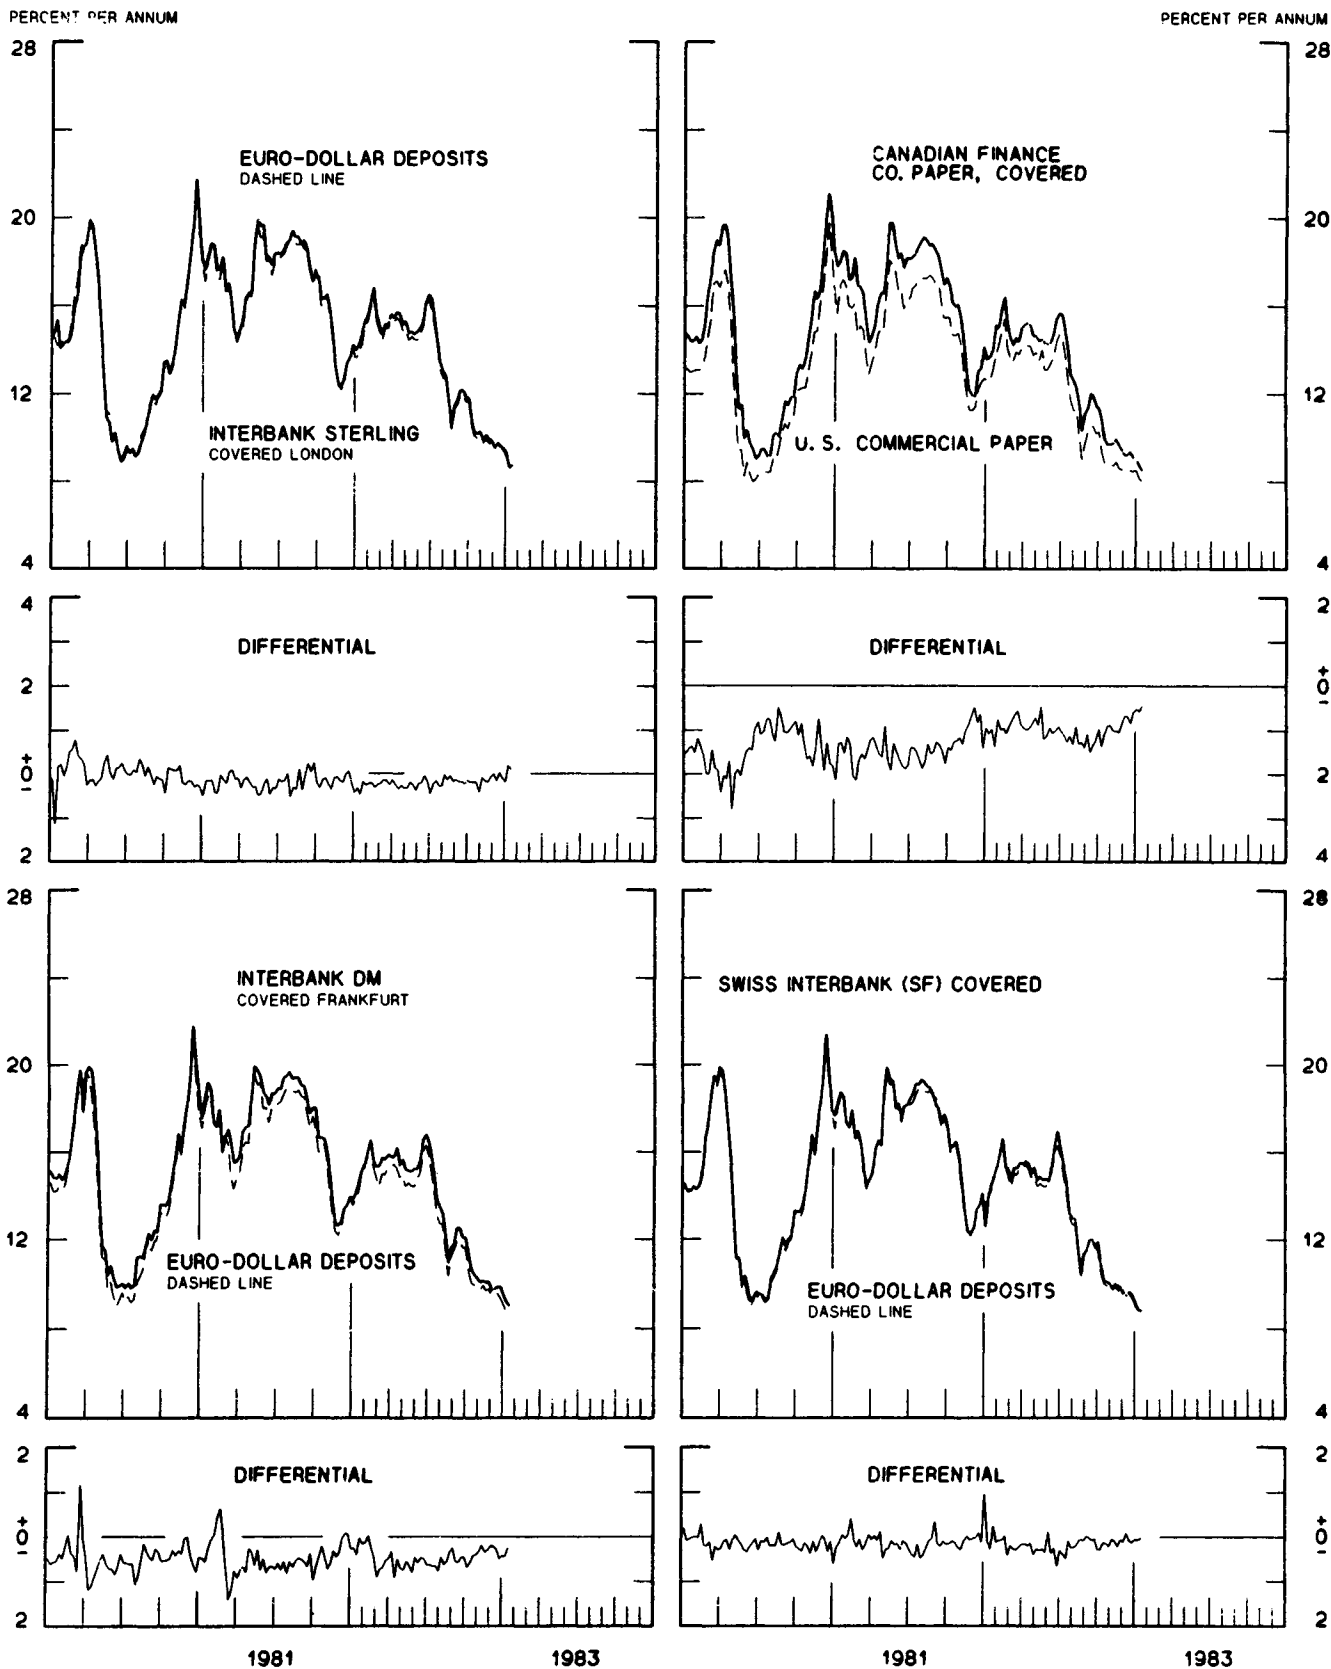 PERCENT PER ANNUM
PERCENT PER ANNUM
28
28
EURO-DOLLAR DEPOSITS
DASHED LINE
CANADIAN FINANCE
CO. PAPER, COVERED
20
20
12
12
INTERBANK STERLING
COVERED LONDON
U. S. COMMERCIAL PAPER
4
4
4
2
DIFFERENTIAL
DIFFERENTIAL
2
+
0
-
+
0
-
2
2
4
28
28
INTERBANK DM
COVERED FRANKFURT
SWISS INTERBANK (SF) COVERED
20
20
12
12
EURO-DOLLAR DEPOSITS
DASHED LINE
EURO-DOLLAR DEPOSITS
DASHED LINE
4
4
2
2
DIFFERENTIAL
DIFFERENTIAL
+
0
-
+
0
-
2
2
1981
1983
1981
1983